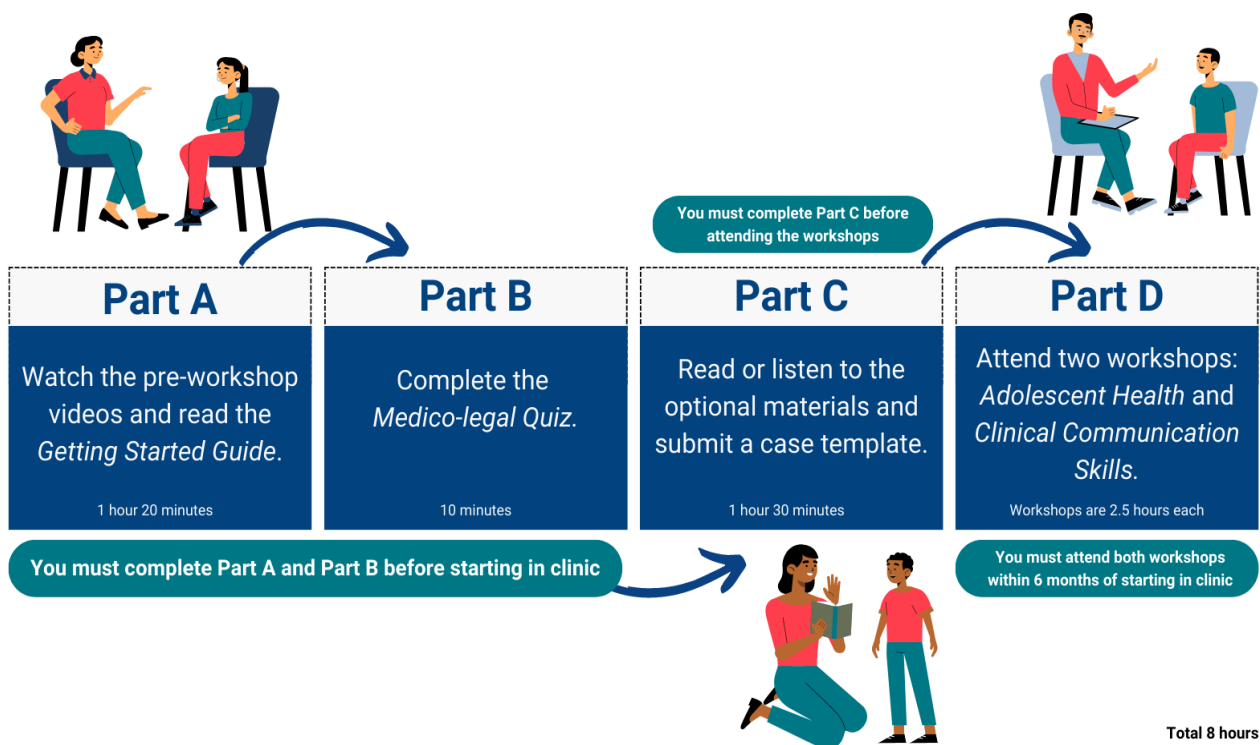 You must complete Part C before
attending the workshops
Part A
Watch the pre-workshop
videos and read the
Getting Started Guide.
1 hour 20 minutes
Part B
Complete the
Medico-legal Quiz.
10 minutes
Part C
Read or listen to the
optional materials and
submit a case template.
1 hour 30 minutes
Part D
Attend two workshops:
Adolescent Health and
Clinical Communication
Skills.
Workshops are 2.5 hours each
You must complete Part A and Part B before starting in clinic
You must attend both workshops
within 6 months of starting in clinic
Total 8 hours